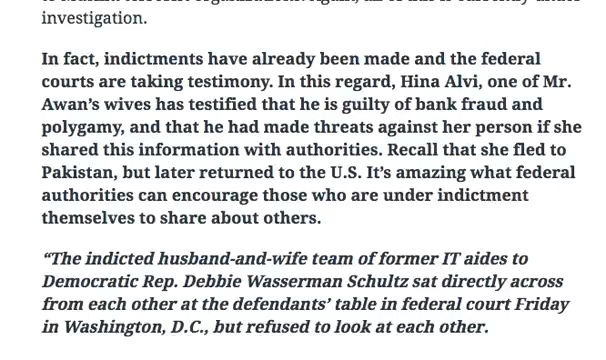 investigation.
In fact, indictments have already been made and the federal
courts are taking testimony. In this regard, Hina Alvi, one of Mr.
Awan’s wives has testified that he is guilty of bank fraud and
polygamy, and that he had made threats against her person if she
shared this information with authorities. Recall that she fled to
Pakistan, but later returned to the U.S. It’s amazing what federal
authorities can encourage those who are under indictment
themselves to share about others.
“The indicted husband-and-wife team of former IT aides to
Democratic Rep. Debbie Wasserman Schultz sat directly across
from each other at the defendants’ table in federal court Friday
in Washington, D.C., but refused to look at each other.